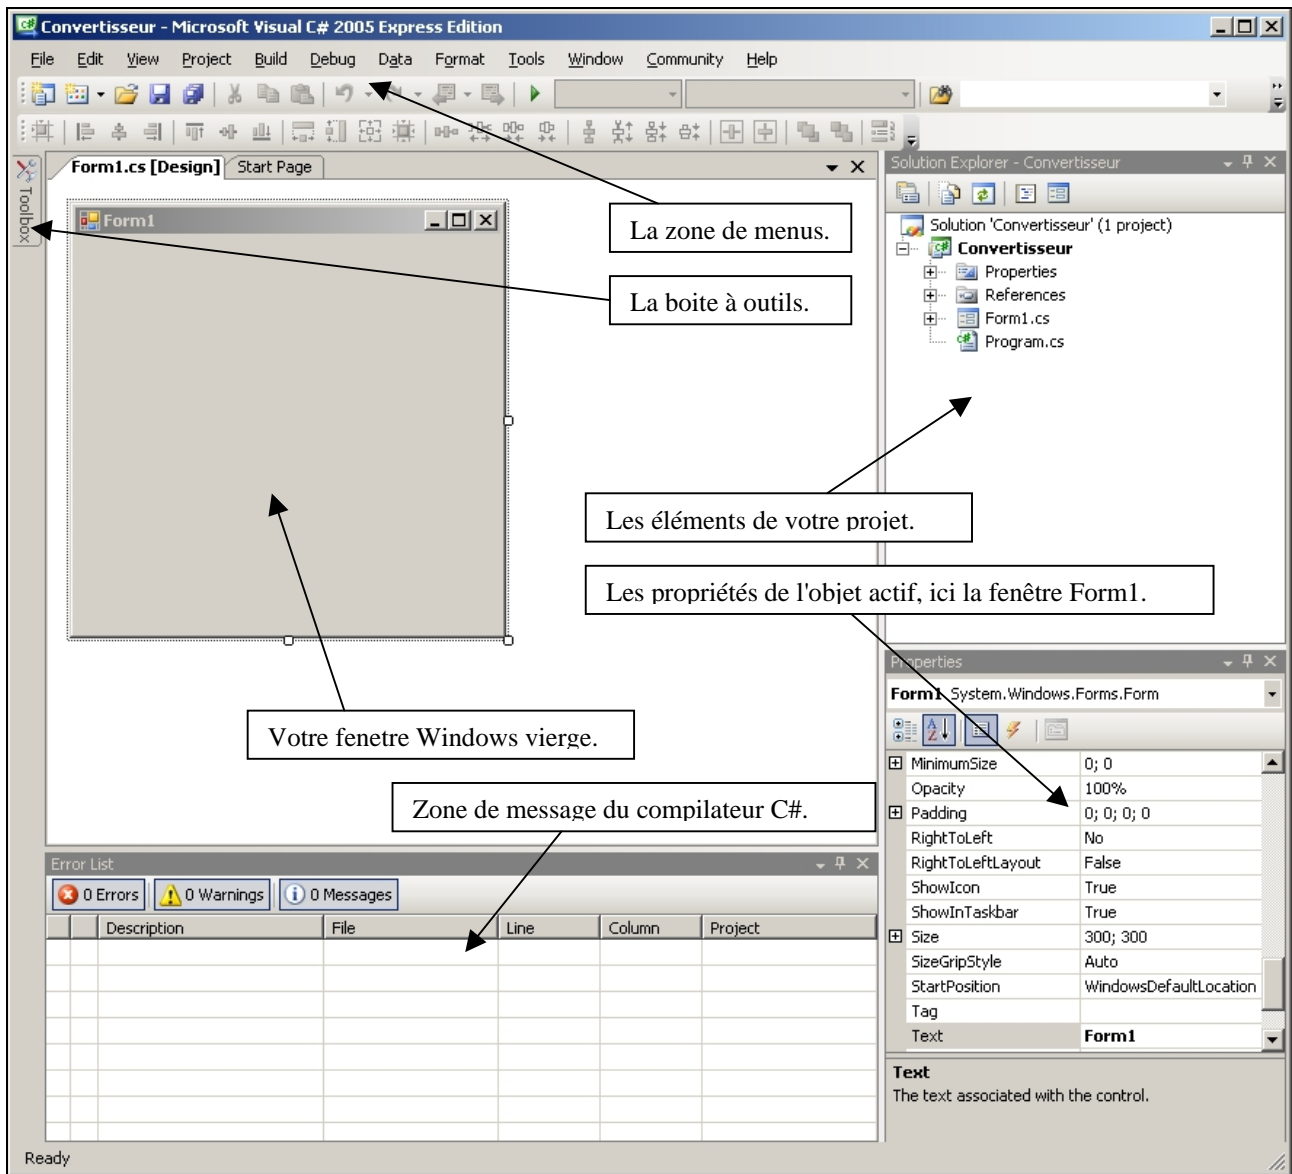 Convertisseur - Microsoft Visual C# 2005 Express Edition
File Edit View Project Build Debug Data Format Tools Window Community Help
Form1.cs [Design] Start Page
Toolbox
Form1
La zone de menus.
La boite à outils.
Solution Explorer - Convertisseur
Solution 'Convertisseur' (1 project)
Convertisseur
Properties
References
Form1.cs
Program.cs
Les éléments de votre projet.
Les propriétés de l'objet actif, ici la fenêtre Form1.
Votre fenetre Windows vierge.
Zone de message du compilateur C#.
Properties
Form1 System.Windows.Forms.Form
MinimumSize 0; 0
Opacity 100%
Padding 0; 0; 0; 0
RightToLeft No
RightToLeftLayout False
ShowIcon True
ShowInTaskbar True
Size 300; 300
SizeGripStyle Auto
StartPosition WindowsDefaultLocation
Tag
Text Form1
Text
The text associated with the control.
Error List
0 Errors 0 Warnings 0 Messages
Description File Line Column Project
Ready